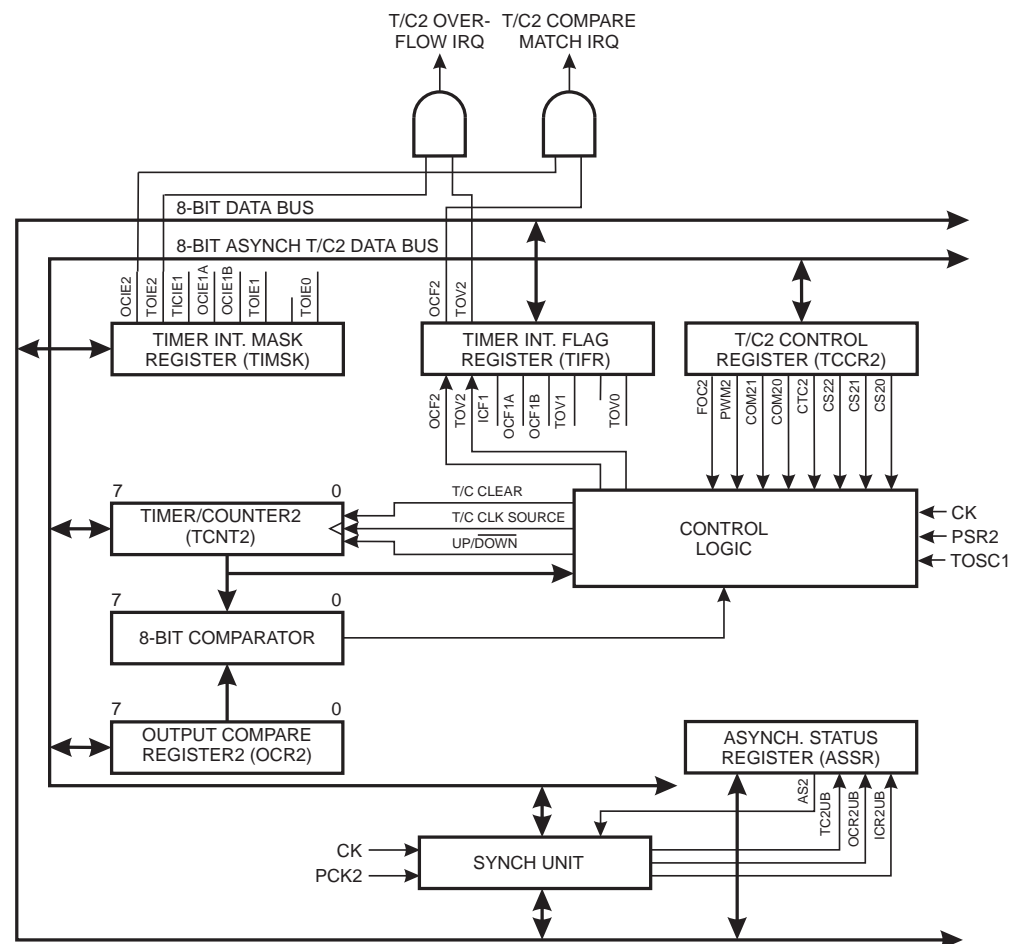 T/C2 OVER-
FLOW IRQ
T/C2 COMPARE
MATCH IRQ
8-BIT DATA BUS
8-BIT ASYNCH T/C2 DATA BUS
OCIE2
TOIE2
TICIE1
OCIE1A
OCIE1B
TOIE1
TOIE0
OCF2
TOV2
TIMER INT. MASK
REGISTER (TIMSK)
TIMER INT. FLAG
REGISTER (TIFR)
T/C2 CONTROL
REGISTER (TCCR2)
OCF2
TOV2
ICF1
OCF1A
OCF1B
TOV1
TOV0
FOC2
PWM2
COM21
COM20
CTC2
CS22
CS21
CS20
7
0
TIMER/COUNTER2
(TCNT2)
T/C CLEAR
T/C CLK SOURCE
UP/DOWN
CONTROL
LOGIC
CK
PSR2
TOSC1
7
0
8-BIT COMPARATOR
7
0
OUTPUT COMPARE
REGISTER2 (OCR2)
ASYNCH. STATUS
REGISTER (ASSR)
AS2
TC2UB
OCR2UB
ICR2UB
CK
PCK2
SYNCH UNIT